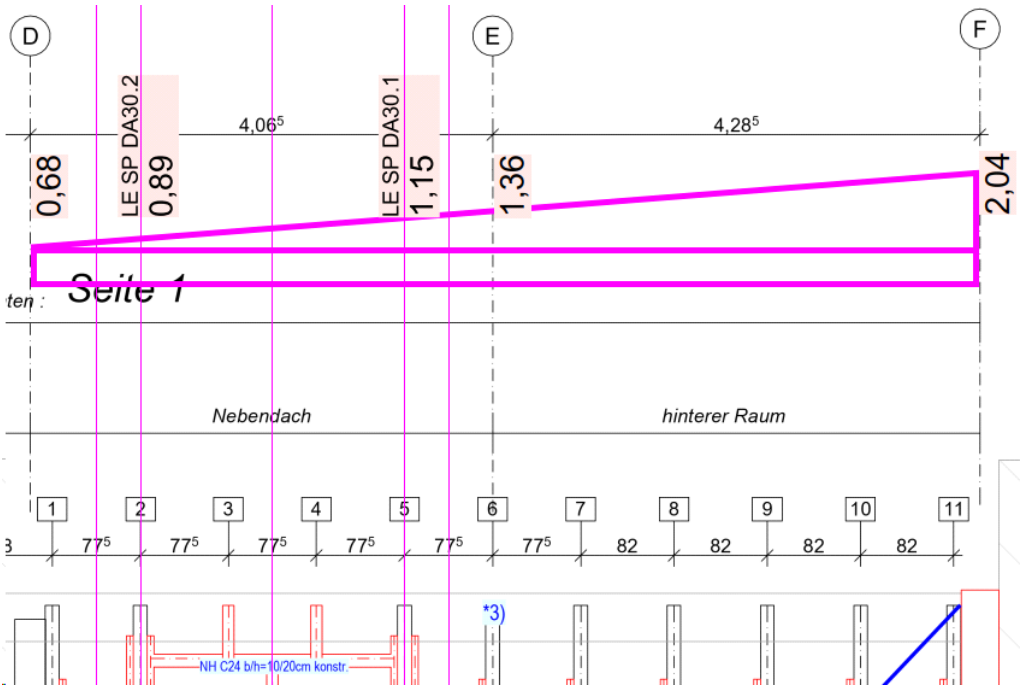 D
E
F
4,06⁵
4,28⁵
0,68
LE SP DA30.2
0,89
LE SP DA30.1
1,15
1,36
2,04
ten :
Seite 1
Nebendach
hinterer Raum
1
2
3
4
5
6
7
8
9
10
11
77⁵
77⁵
77⁵
77⁵
77⁵
77⁵
82
82
82
82
*3)
NH C24 b/h=10/20cm konstr.